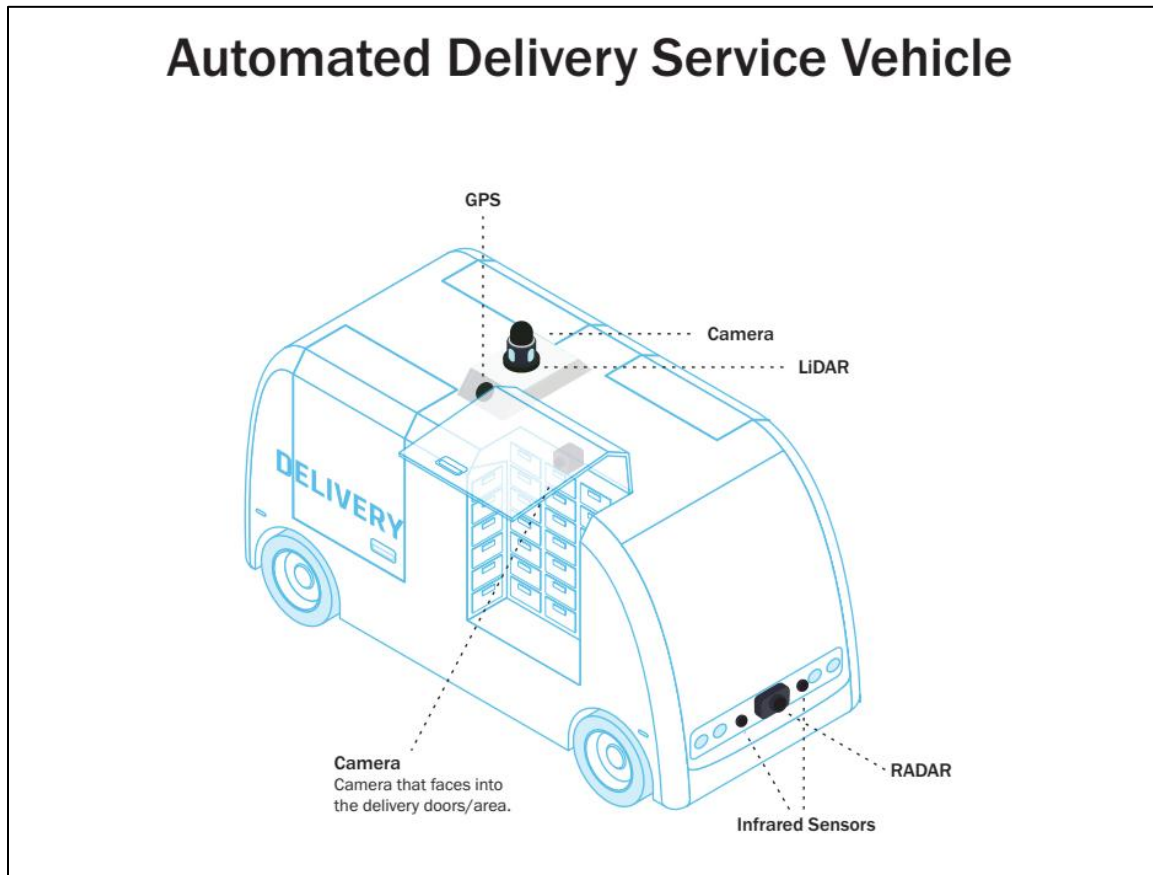 Automated Delivery Service Vehicle
GPS
Camera
LiDAR
DELIVERY
Camera
Camera that faces into
the delivery doors/area.
RADAR
Infrared Sensors